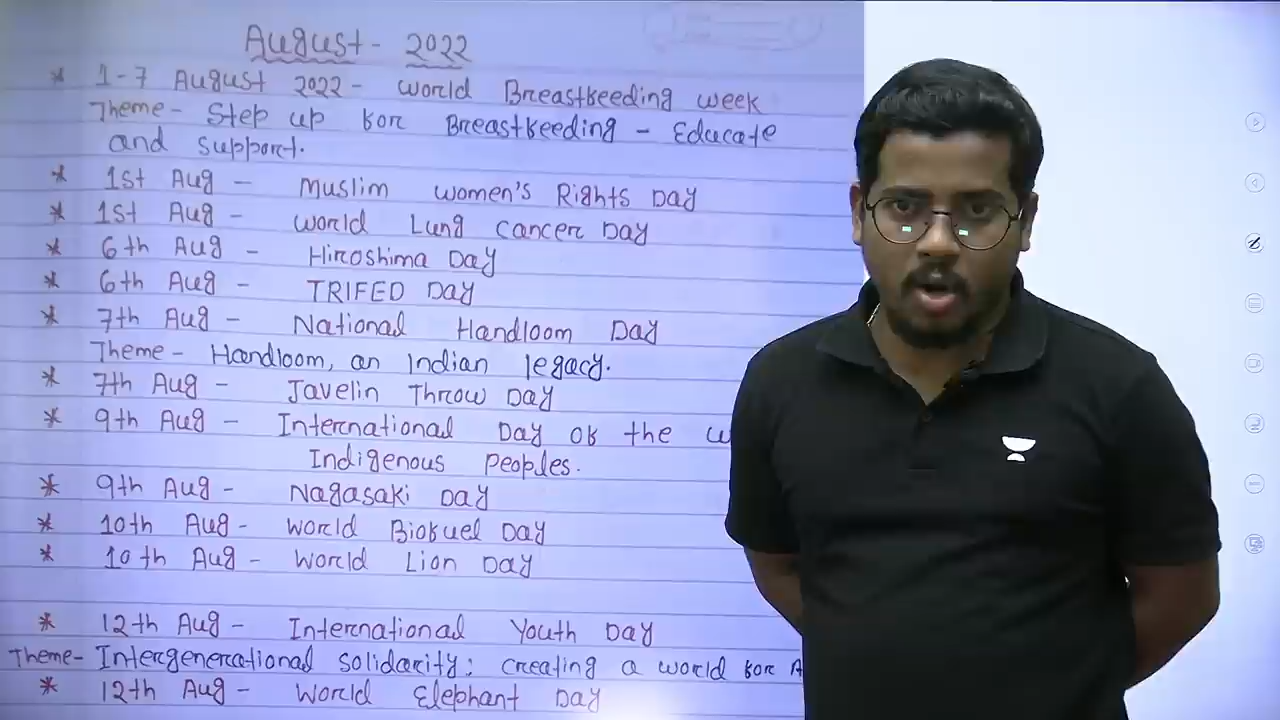 August - 2022
* 1-7 August 2022 - World Breastfeeding week
Theme - Step up for Breastfeeding - Educate
and support.
* 1st Aug - Muslim women's Rights Day
* 1st Aug - World Lung Cancer Day
* 6th Aug - Hiroshima Day
* 6th Aug - TRIFED Day
* 7th Aug - National Handloom Day
Theme - Handloom, an Indian legacy.
* 7th Aug - Javelin Throw Day
* 9th Aug - International Day of the
Indigenous Peoples.
* 9th Aug - Nagasaki Day
* 10th Aug - World Biofuel Day
* 10th Aug - World Lion Day
* 12th Aug - International Youth Day
Theme - Intergenerational solidarity: creating a world for
* 12th Aug - World Elephant Day